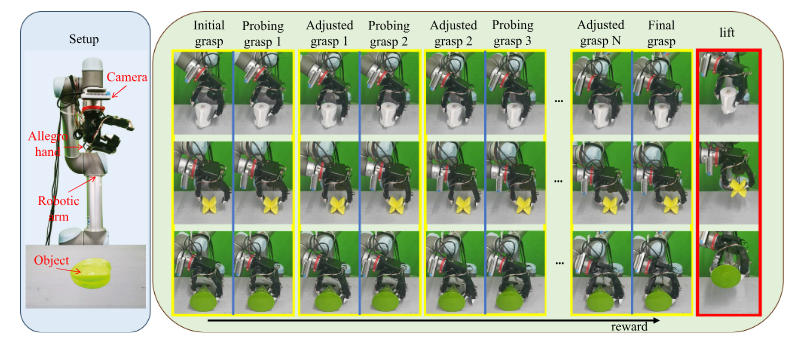 Setup
Camera
Allegro
hand
Robotic
arm
Object
Initial
grasp
Probing
grasp 1
Adjusted
grasp 1
Probing
grasp 2
Adjusted
grasp 2
Probing
grasp 3
Adjusted
grasp N
Final
grasp
lift
...
...
...
reward